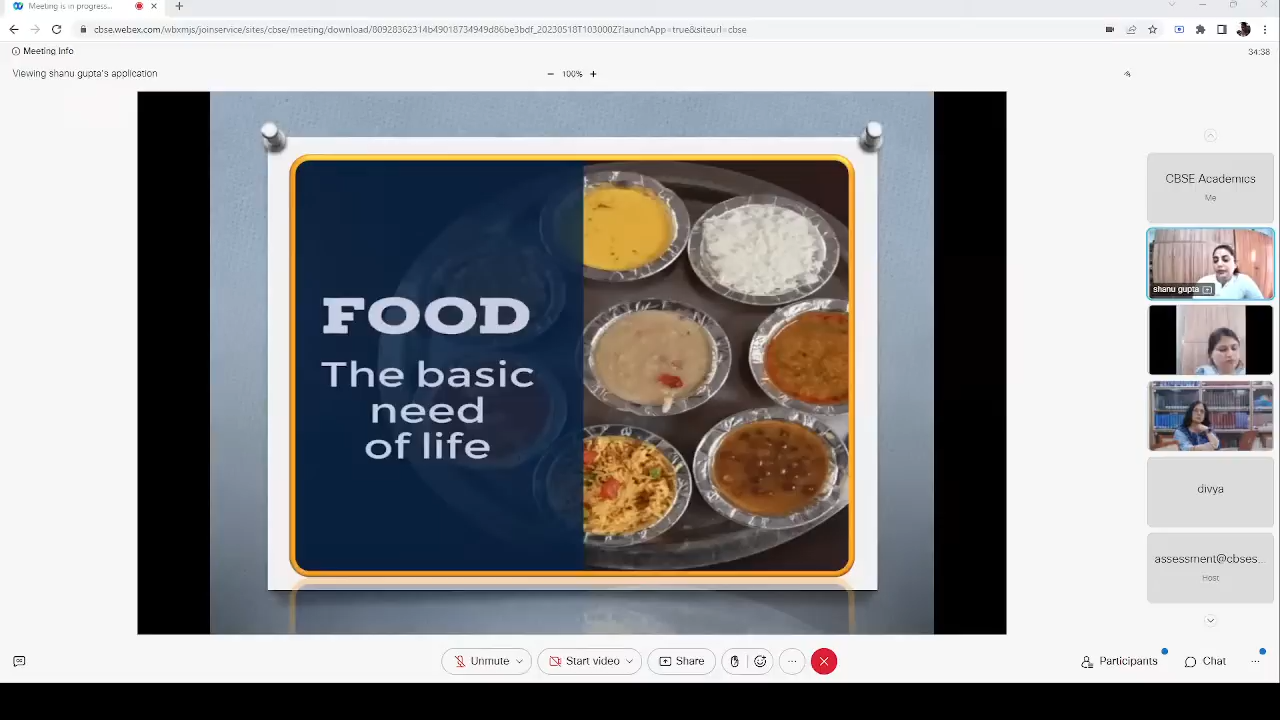 Meeting is in progress...
cbse.webex.com/wbxmjs/joinservice/sites/cbse/meeting/download/80928362314b49018734949d86be3bdf_20230518T103000Z?launchApp=true&siteurl=cbse
Meeting Info
34:38
Viewing shanu gupta's application
100%
FOOD
The basic
need
of life
CBSE Academics
Me
shanu gupta
divya
assessment@cbses...
Host
Unmute
Start video
Share
Participants
Chat